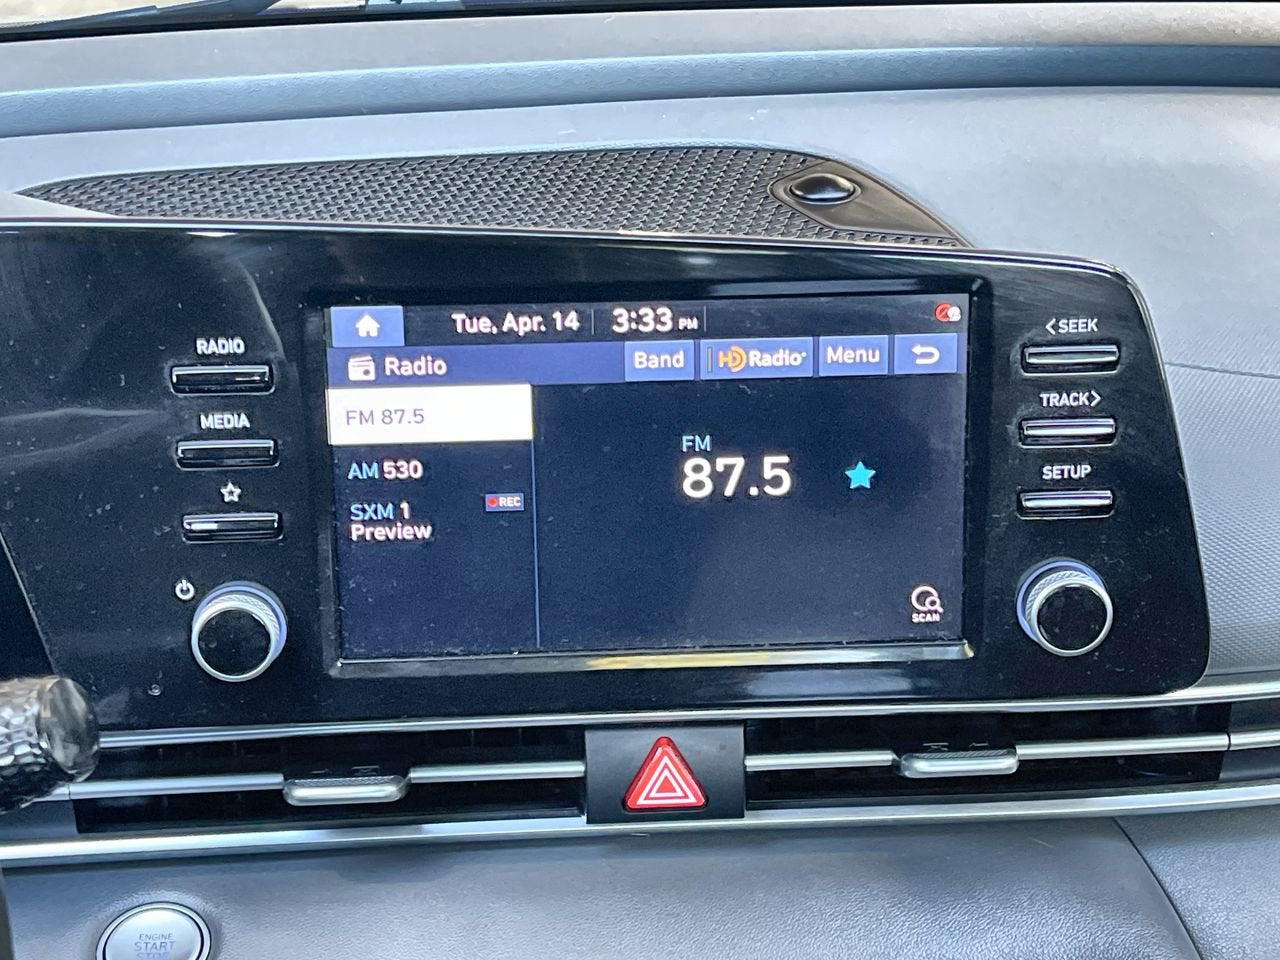 Tue, Apr. 14 3:33 PM
Radio Band HD Radio Menu
FM 87.5
AM 530
SXM 1 REC
Preview
FM
87.5
SCAN
RADIO
MEDIA
<SEEK
TRACK>
SETUP
ENGINE
START
STOP